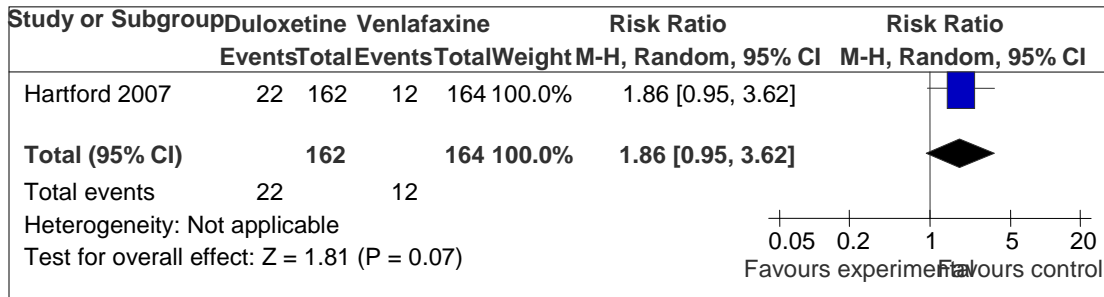 Study or Subgroup Duloxetine Venlafaxine Risk Ratio Risk Ratio
Events Total Events Total Weight M-H, Random, 95% CI M-H, Random, 95% CI
Hartford 2007 22 162 12 164 100.0% 1.86 [0.95, 3.62]
Total (95% CI) 162 164 100.0% 1.86 [0.95, 3.62]
Total events 22 12
Heterogeneity: Not applicable
Test for overall effect: Z = 1.81 (P = 0.07)
0.05 0.2 1 5 20
Favours experimental Favours control